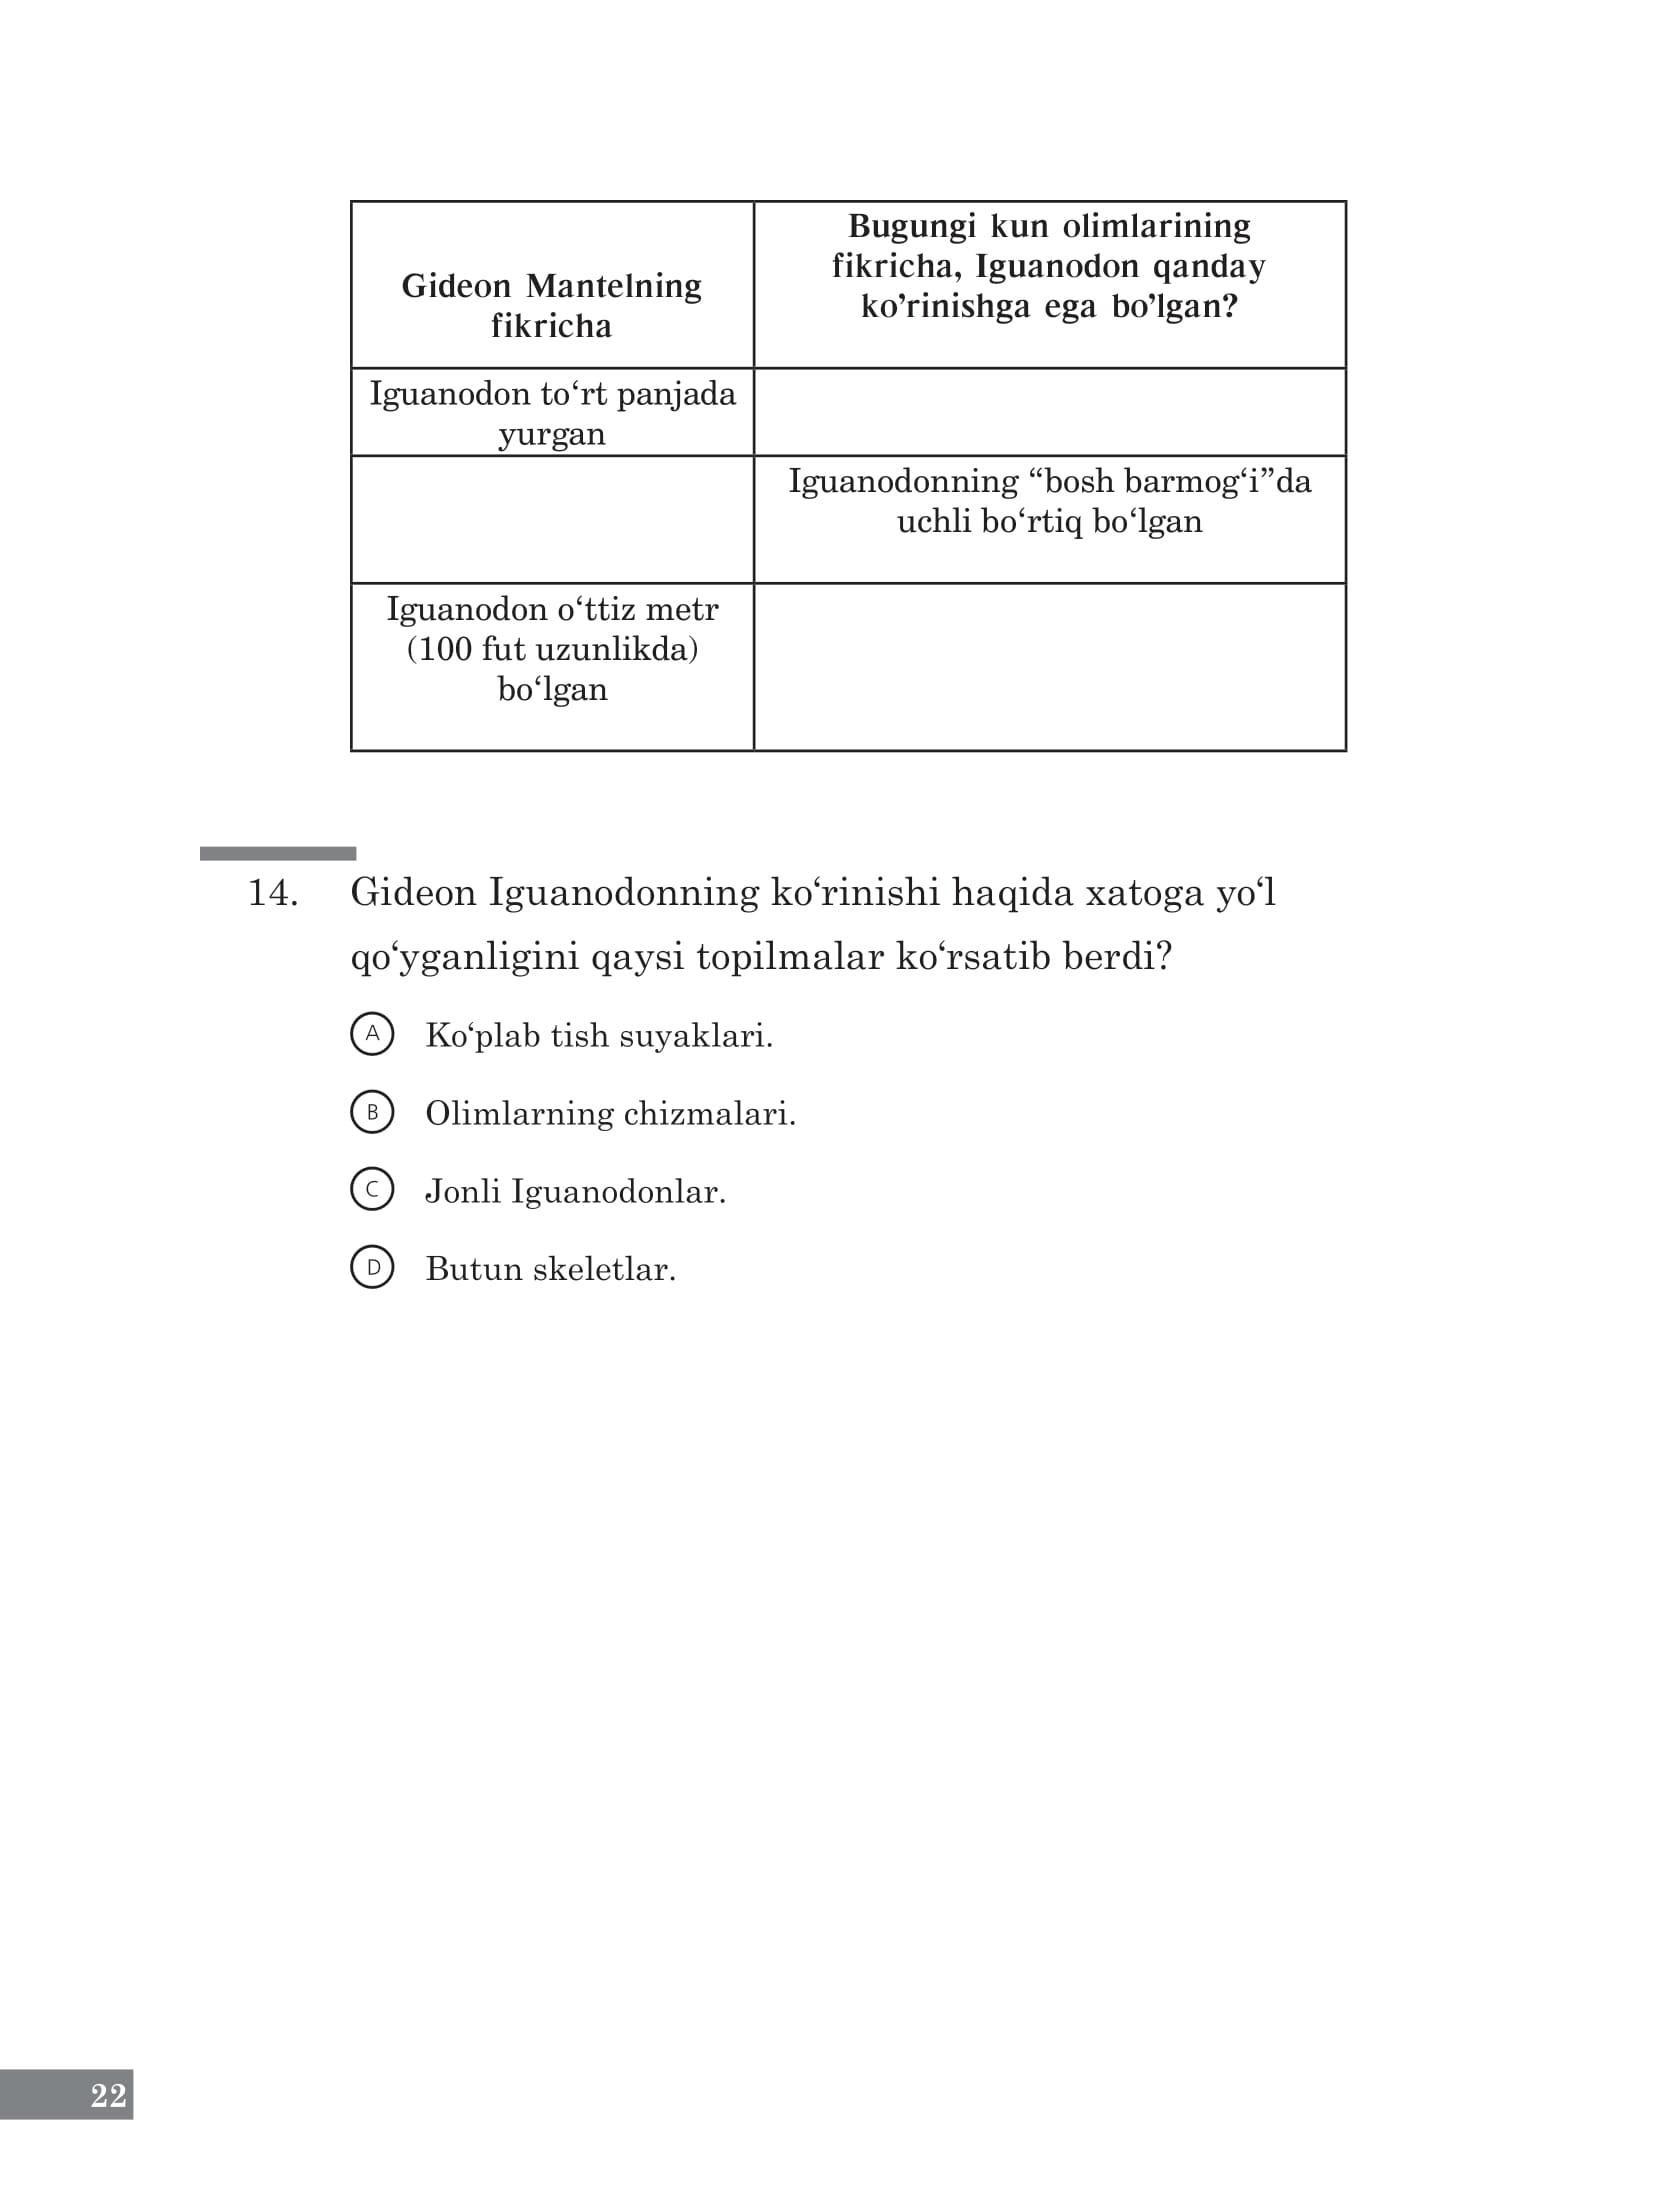 Gideon Mantelning
fikricha
Bugungi kun olimlarining
fikricha, Iguanodon qanday
ko’rinishga ega bo’lgan?
Iguanodon to‘rt panjada
yurgan
Iguanodonning “bosh barmog‘i”da
uchli bo‘rtiq bo‘lgan
Iguanodon o‘ttiz metr
(100 fut uzunlikda)
bo‘lgan
14. Gideon Iguanodonning ko‘rinishi haqida xatoga yo‘l
qo‘yganligini qaysi topilmalar ko‘rsatib berdi?
A Ko‘plab tish suyaklari.
B Olimlarning chizmalari.
C Jonli Iguanodonlar.
D Butun skeletlar.
22